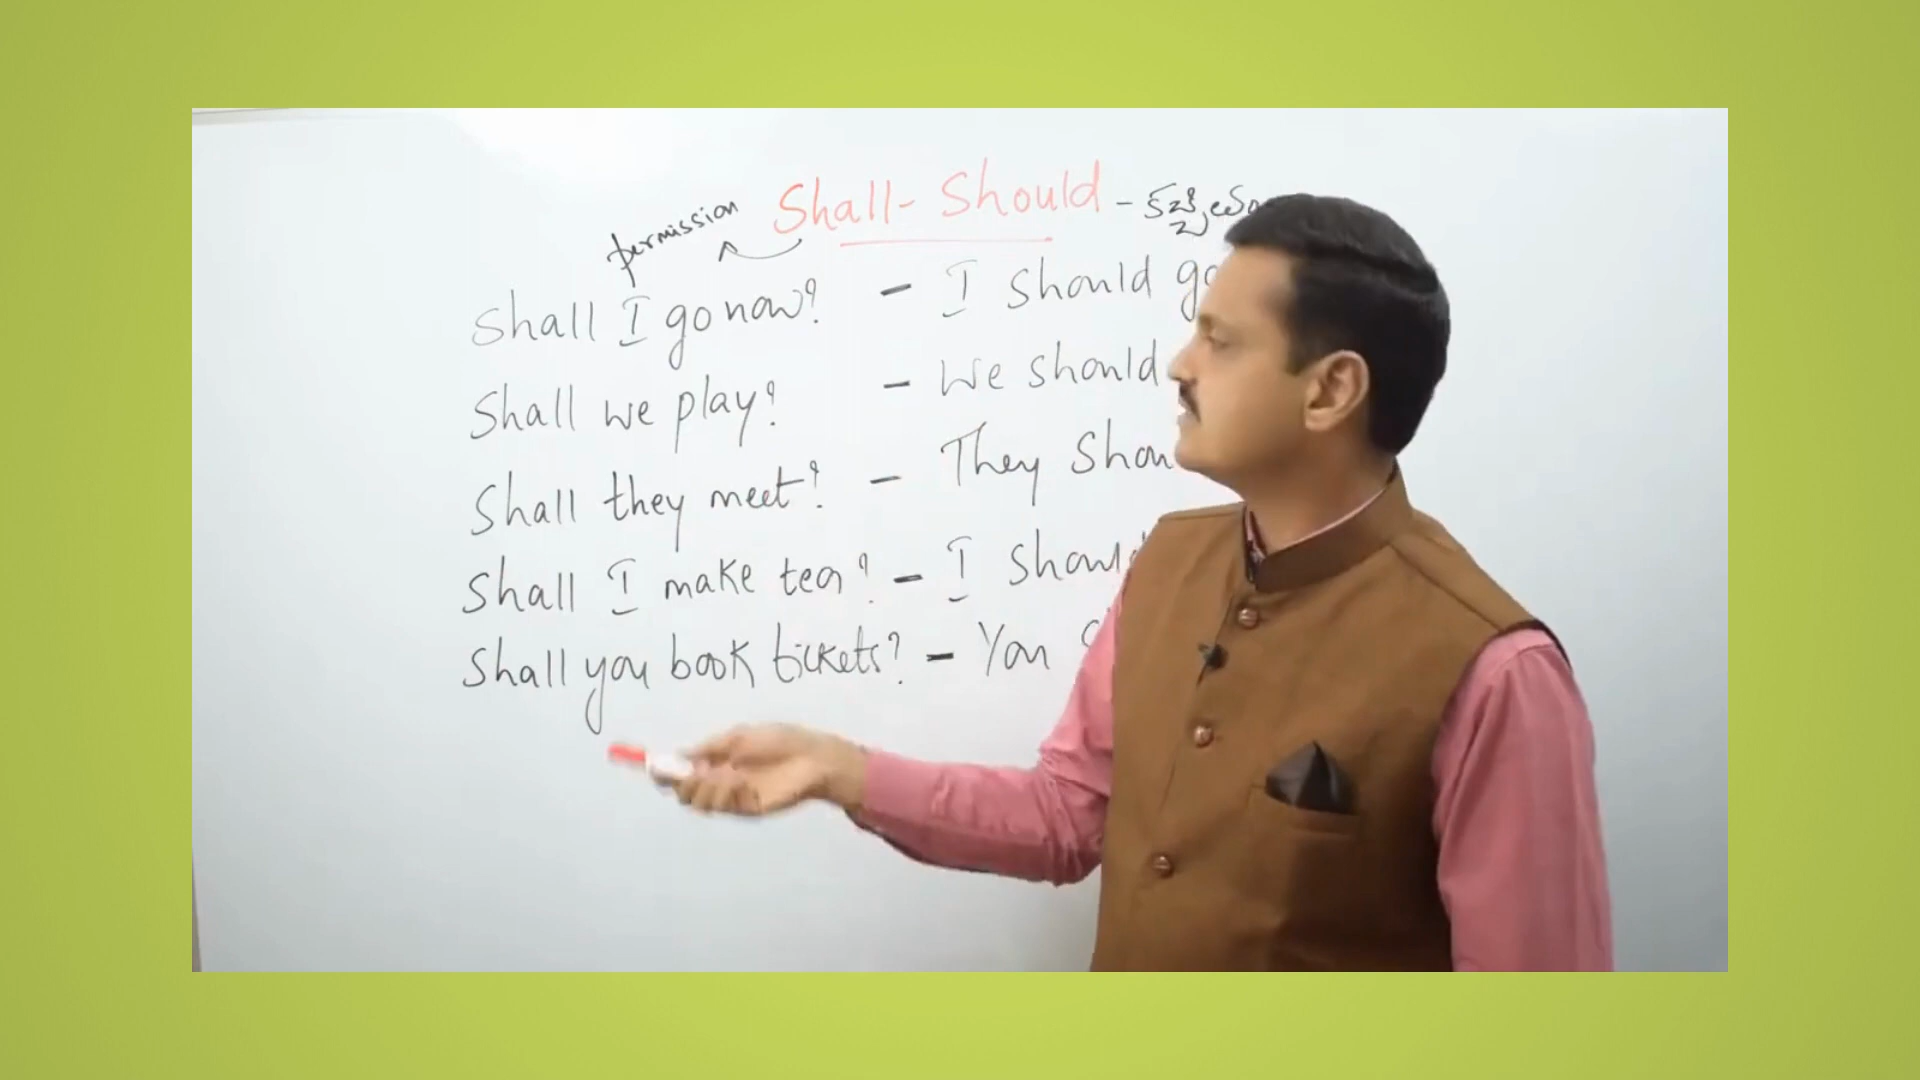 permission
Shall - Should -
Shall I go now? - I should
Shall we play? - We should
Shall they meet? - They
Shall I make tea? - I should
Shall you book tickets? - You